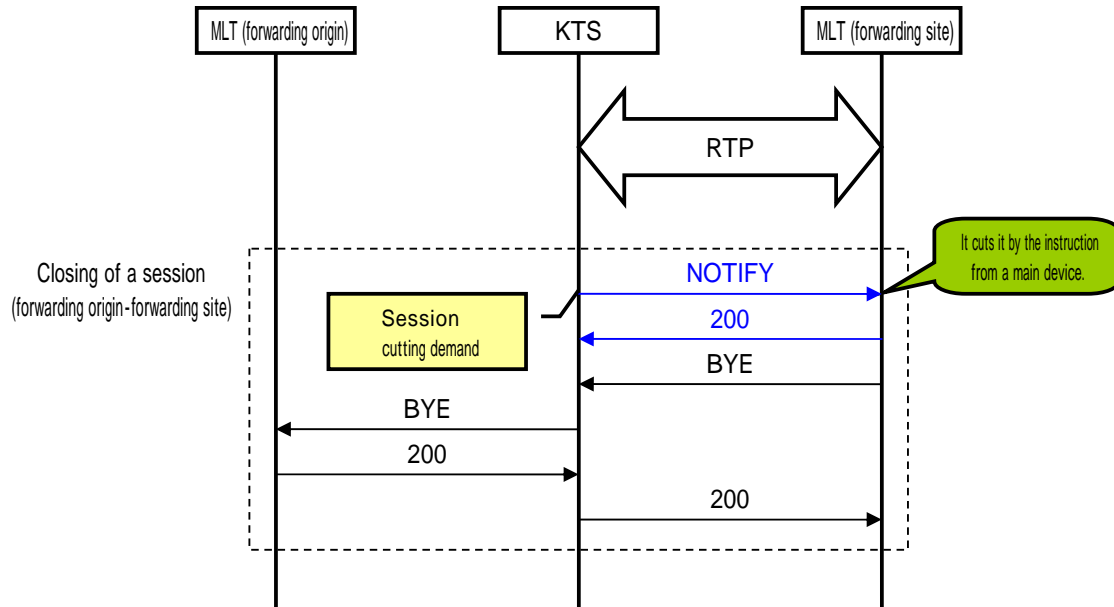 MLT (forwarding origin)
KTS
MLT (forwarding site)
RTP
It cuts it by the instruction
from a main device.
Closing of a session
(forwarding origin-forwarding site)
NOTIFY
Session
cutting demand
200
BYE
BYE
200
200